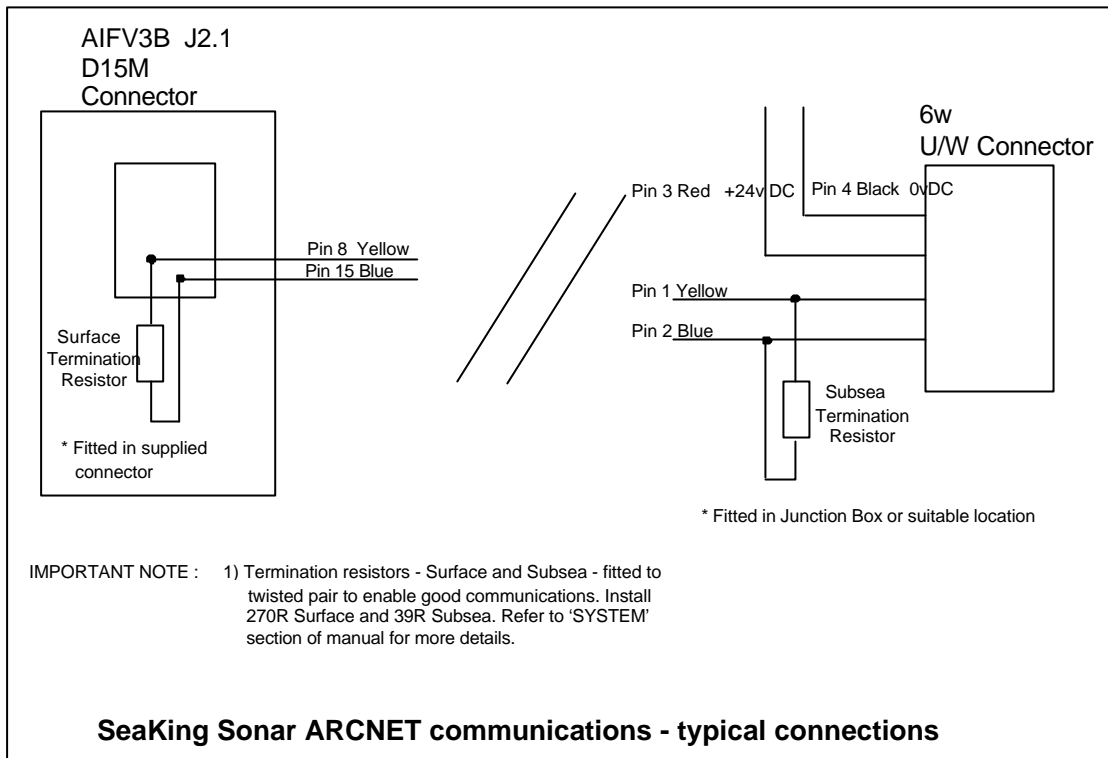 AIFV3B J2.1
D15M
Connector
6w
U/W Connector
Pin 3 Red +24v DC
Pin 4 Black 0vDC
Pin 8 Yellow
Pin 15 Blue
Pin 1 Yellow
Pin 2 Blue
Surface
Termination
Resistor
* Fitted in supplied
connector
Subsea
Termination
Resistor
* Fitted in Junction Box or suitable location
IMPORTANT NOTE : 1) Termination resistors - Surface and Subsea - fitted to
twisted pair to enable good communications. Install
270R Surface and 39R Subsea. Refer to ‘SYSTEM’
section of manual for more details.
SeaKing Sonar ARCNET communications - typical connections